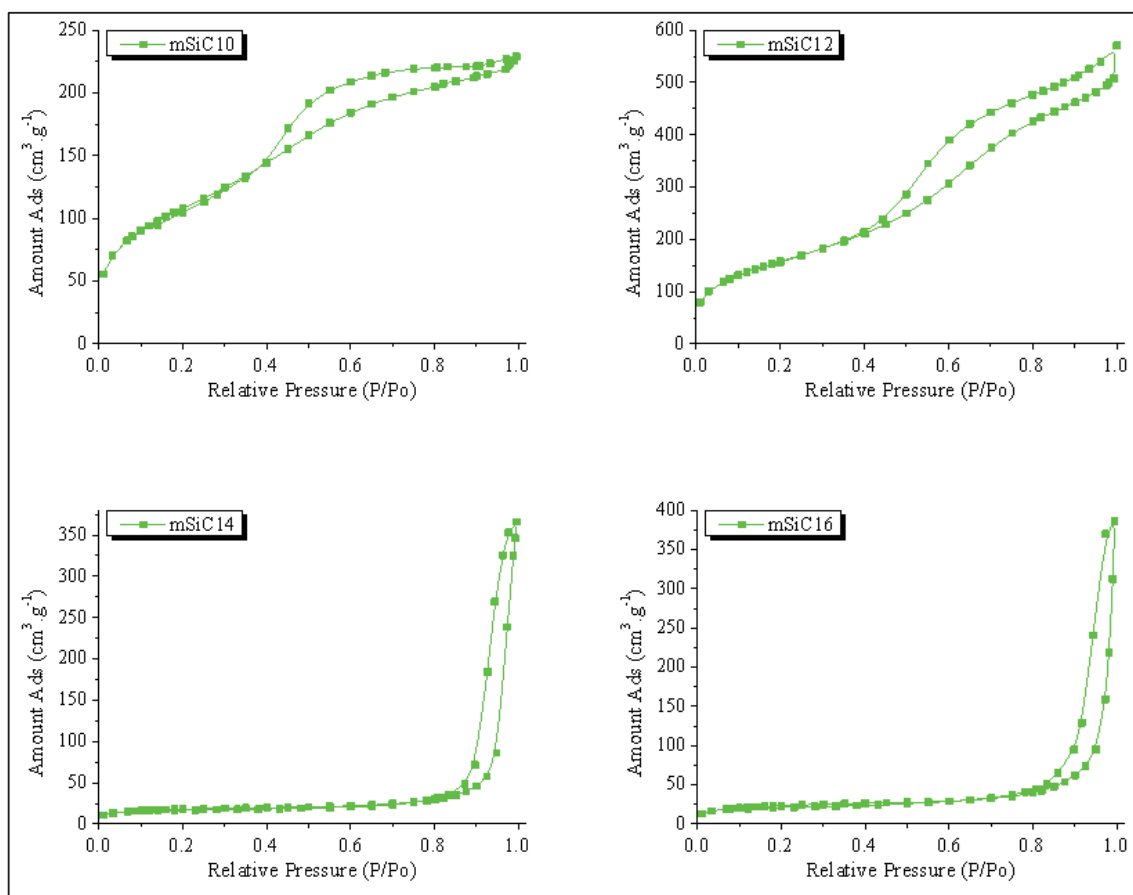 mSiC10
250
200
150
100
50
0
Amount Ads (cm³.g⁻¹)
0.0 0.2 0.4 0.6 0.8 1.0
Relative Pressure (P/Po)
mSiC12
600
500
400
300
200
100
0
Amount Ads (cm³.g⁻¹)
0.0 0.2 0.4 0.6 0.8 1.0
Relative Pressure (P/Po)
mSiC14
350
300
250
200
150
100
50
0
Amount Ads (cm³.g⁻¹)
0.0 0.2 0.4 0.6 0.8 1.0
Relative Pressure (P/Po)
mSiC16
400
350
300
250
200
150
100
50
0
Amount Ads (cm³.g⁻¹)
0.0 0.2 0.4 0.6 0.8 1.0
Relative Pressure (P/Po)